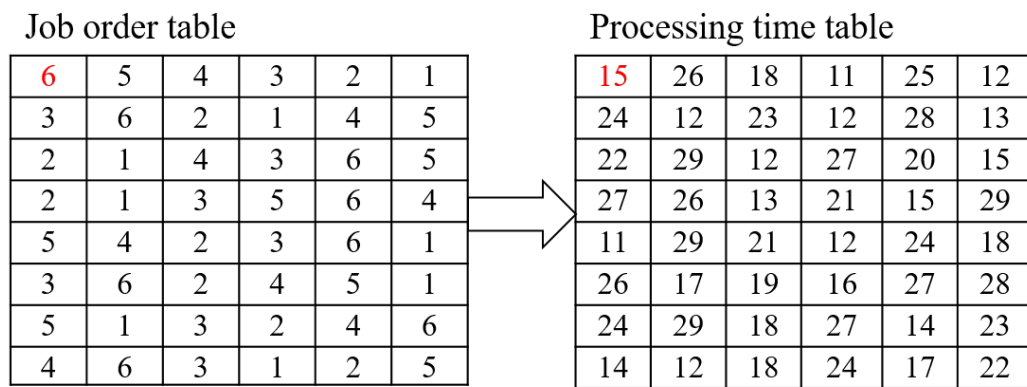 Job order table Processing time table
6 5 4 3 2 1 15 26 18 11 25 12
3 6 2 1 4 5 24 12 23 12 28 13
2 1 4 3 6 5 22 29 12 27 20 15
2 1 3 5 6 4 27 26 13 21 15 29
5 4 2 3 6 1 11 29 21 12 24 18
3 6 2 4 5 1 26 17 19 16 27 28
5 1 3 2 4 6 24 29 18 27 14 23
4 6 3 1 2 5 14 12 18 24 17 22